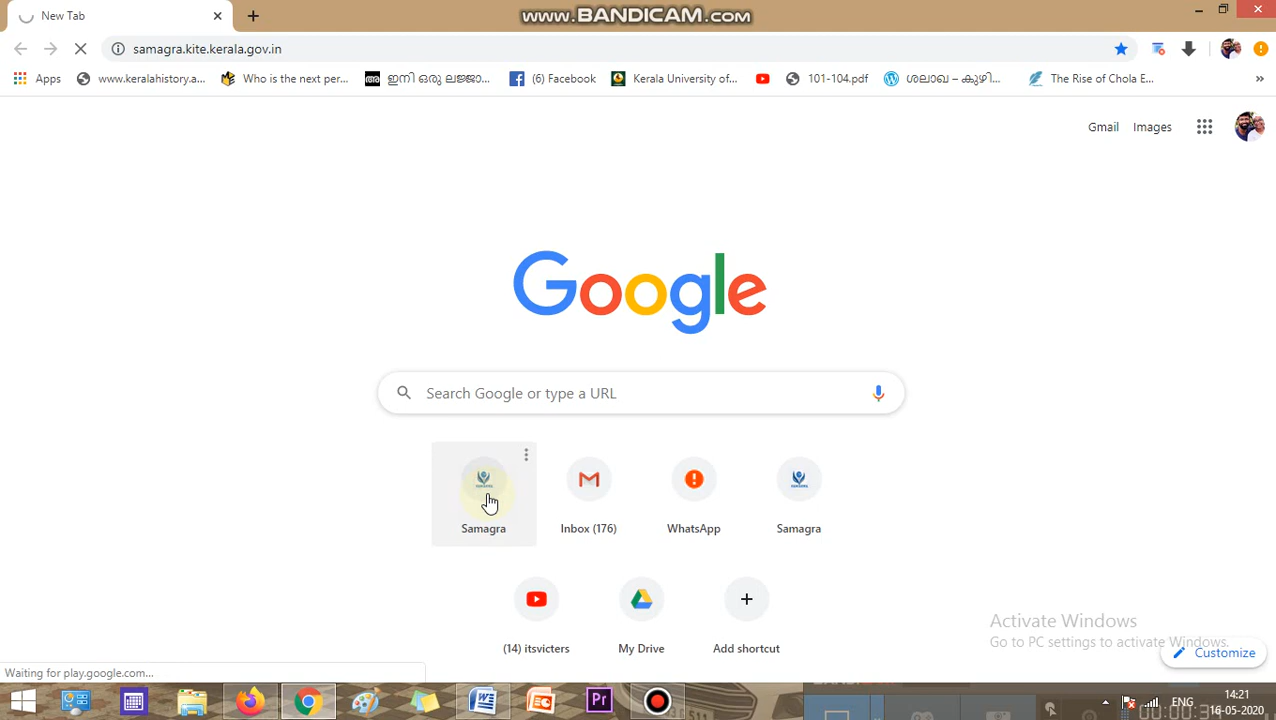 New Tab
www.BANDICAM.com
samagra.kite.kerala.gov.in
Apps
www.keralahistory.a...
Who is the next per...
ഇനി ഒരു ലജ്ജാ...
(6) Facebook
Kerala University of...
101-104.pdf
ശലാഖ – കുഴി...
The Rise of Chola E...
»
Gmail
Images
Google
Search Google or type a URL
Samagra
Inbox (176)
WhatsApp
Samagra
(14) itsvicters
My Drive
Add shortcut
Activate Windows
Go to PC settings to activate Windows.
Customize
Waiting for play.google.com...
ENG
14:21
16-05-2020